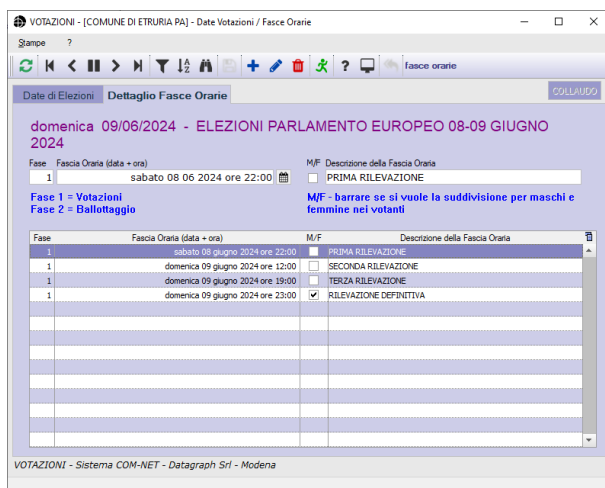 VOTAZIONI - [COMUNE DI ETRURIA PA] - Date Votazioni / Fasce Orarie
Stampe ?
fasce orarie
Date di Elezioni Dettaglio Fasce Orarie COLLAUDO
domenica 09/06/2024 - ELEZIONI PARLAMENTO EUROPEO 08-09 GIUGNO
2024
Fase Fascia Oraria (data + ora) M/F Descrizione della Fascia Oraria
1 sabato 08 06 2024 ore 22:00 PRIMA RILEVAZIONE
Fase 1 = Votazioni M/F - barrare se si vuole la suddivisione per maschi e
Fase 2 = Ballottaggio femmine nei votanti
Fase Fascia Oraria (data + ora) M/F Descrizione della Fascia Oraria
1 sabato 08 giugno 2024 ore 22:00 PRIMA RILEVAZIONE
1 domenica 09 giugno 2024 ore 12:00 SECONDA RILEVAZIONE
1 domenica 09 giugno 2024 ore 19:00 TERZA RILEVAZIONE
1 domenica 09 giugno 2024 ore 23:00 RILEVAZIONE DEFINITIVA
VOTAZIONI - Sistema COM-NET - Datagraph Srl - Modena